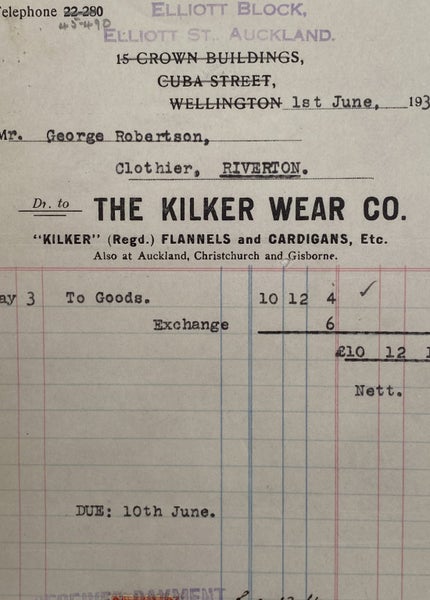 elephone 22-280 ELLIOTT BLOCK,
45-490 ELLIOTT ST., AUCKLAND.
15 CROWN BUILDINGS,
CUBA STREET,
WELLINGTON 1st June, 193
Mr. George Robertson,
Clothier, RIVERTON.
Dr. to THE KILKER WEAR CO.
"KILKER" (Regd.) FLANNELS and CARDIGANS, Etc.
Also at Auckland, Christchurch and Gisborne.
ay 3 To Goods. 10 12 4 ✓
Exchange 6
£10 12 1
Nett.
DUE: 10th June.
PAYMENT